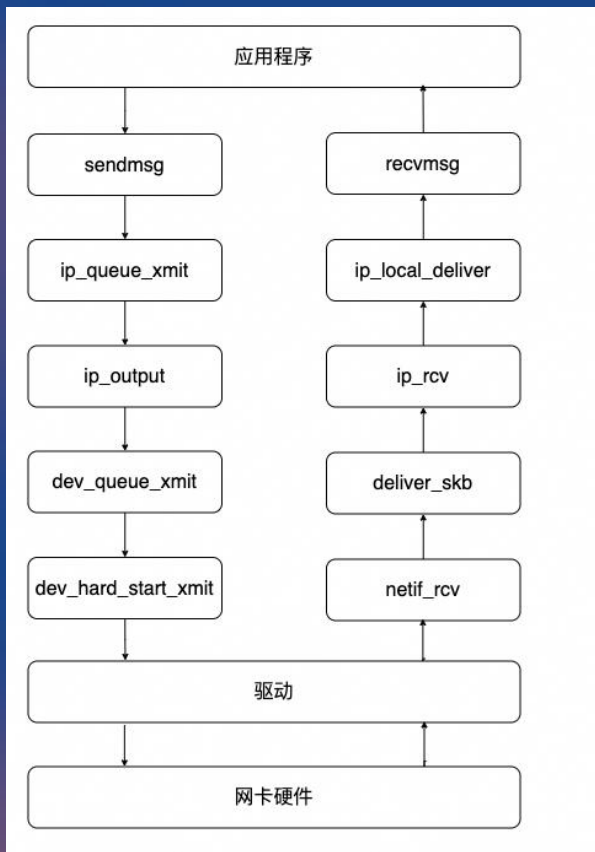 应用程序
sendmsg
recvmsg
ip_queue_xmit
ip_local_deliver
ip_output
ip_rcv
dev_queue_xmit
deliver_skb
dev_hard_start_xmit
netif_rcv
驱动
网卡硬件